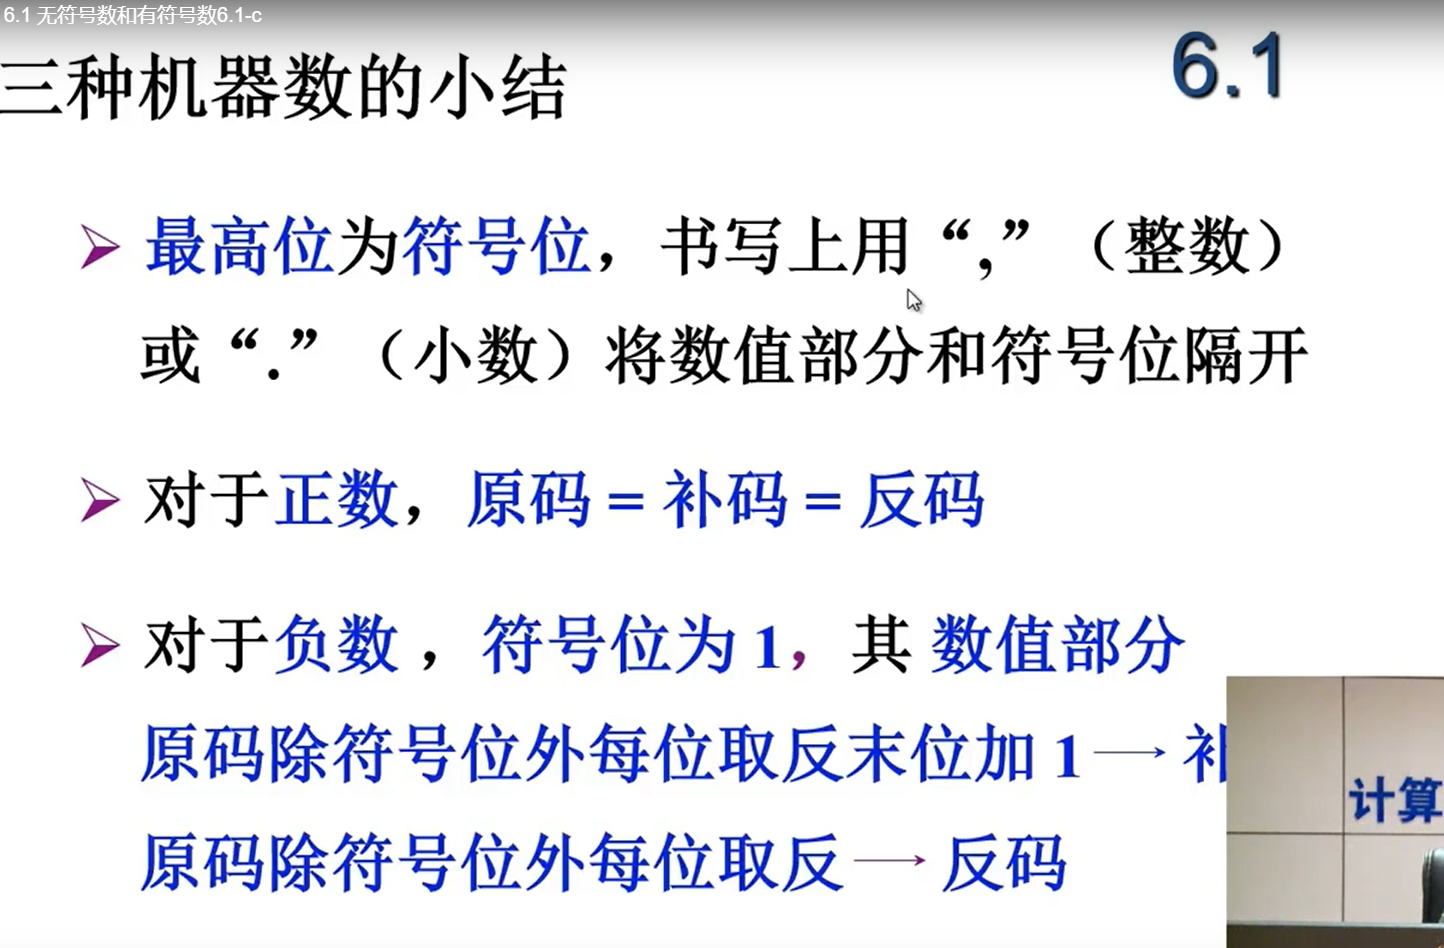 6.1 无符号数和有符号数6.1-c
三种机器数的小结
6.1
最高位为符号位，书写上用“,”（整数）
或“.”（小数）将数值部分和符号位隔开
对于正数，原码 = 补码 = 反码
对于负数，符号位为 1，其 数值部分
原码除符号位外每位取反末位加 1 → 补
原码除符号位外每位取反 → 反码
计算